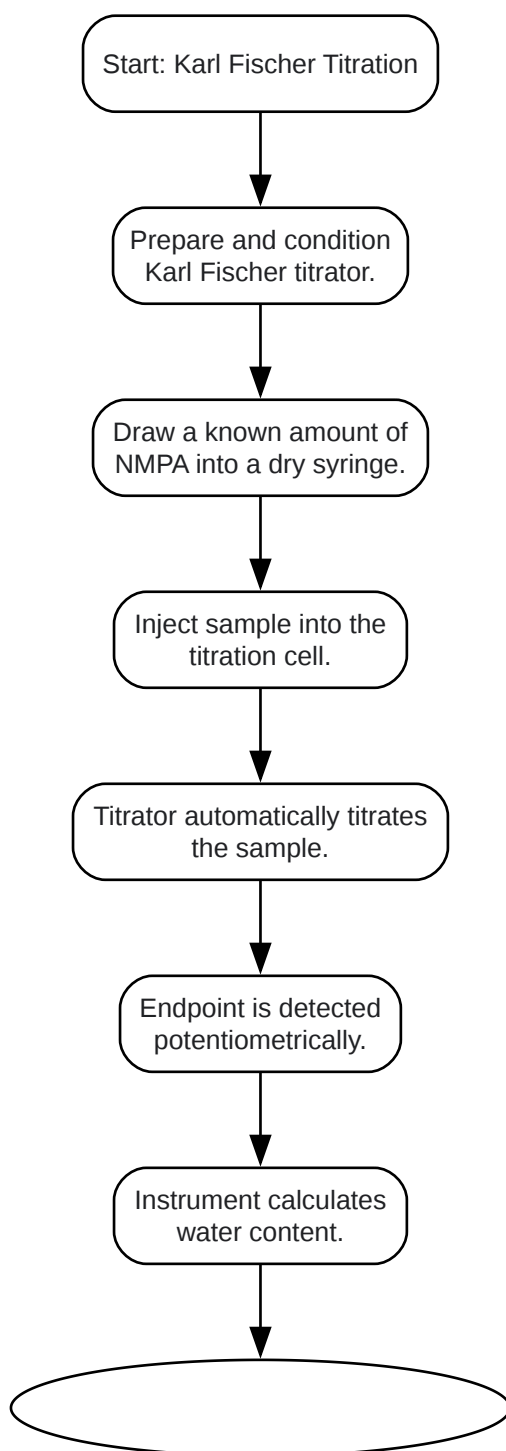 Start: Karl Fischer Titration
Prepare and condition
Karl Fischer titrator.
Draw a known amount of
NMPA into a dry syringe.
Inject sample into the
titration cell.
Titrator automatically titrates
the sample.
Endpoint is detected
potentiometrically.
Instrument calculates
water content.